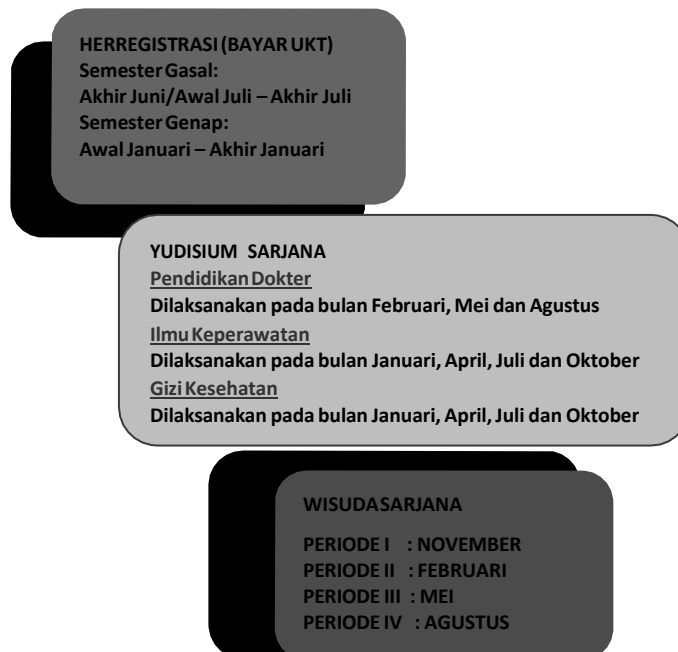 HERREGISTRASI (BAYAR UKT)
Semester Gasal:
Akhir Juni/Awal Juli – Akhir Juli
Semester Genap:
Awal Januari – Akhir Januari
YUDISIUM SARJANA
Pendidikan Dokter
Dilaksanakan pada bulan Februari, Mei dan Agustus
Ilmu Keperawatan
Dilaksanakan pada bulan Januari, April, Juli dan Oktober
Gizi Kesehatan
Dilaksanakan pada bulan Januari, April, Juli dan Oktober
WISUDA SARJANA
PERIODE I : NOVEMBER
PERIODE II : FEBRUARI
PERIODE III : MEI
PERIODE IV : AGUSTUS